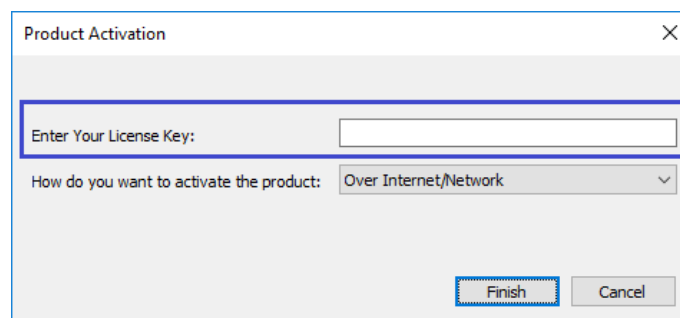 Product Activation
Enter Your License Key:
How do you want to activate the product: Over Internet/Network
Finish Cancel